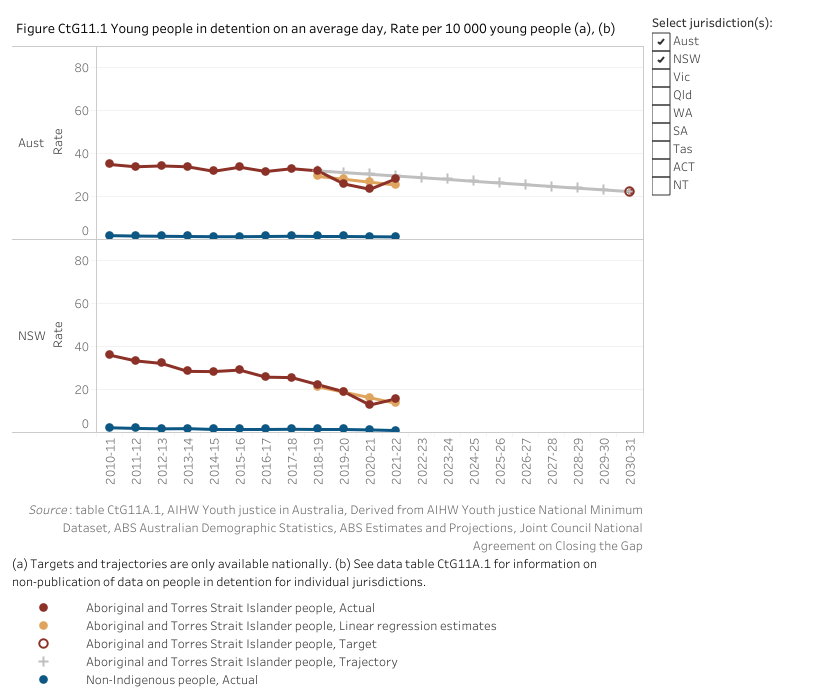 Figure CtG11.1 Young people in detention on an average day, Rate per 10 000 young people (a), (b)
Select jurisdiction(s):
Aust
NSW
Vic
Qld
WA
SA
Tas
ACT
NT
Aust
Rate
80
60
40
20
0
NSW
Rate
80
60
40
20
0
2010-11
2011-12
2012-13
2013-14
2014-15
2015-16
2016-17
2017-18
2018-19
2019-20
2020-21
2021-22
2022-23
2023-24
2024-25
2025-26
2026-27
2027-28
2028-29
2029-30
2030-31
Source: table CtG11A.1, AIHW Youth justice in Australia, Derived from AIHW Youth justice National Minimum
Dataset, ABS Australian Demographic Statistics, ABS Estimates and Projections, Joint Council National
Agreement on Closing the Gap
(a) Targets and trajectories are only available nationally. (b) See data table CtG11A.1 for information on
non-publication of data on people in detention for individual jurisdictions.
Aboriginal and Torres Strait Islander people, Actual
Aboriginal and Torres Strait Islander people, Linear regression estimates
Aboriginal and Torres Strait Islander people, Target
Aboriginal and Torres Strait Islander people, Trajectory
Non-Indigenous people, Actual